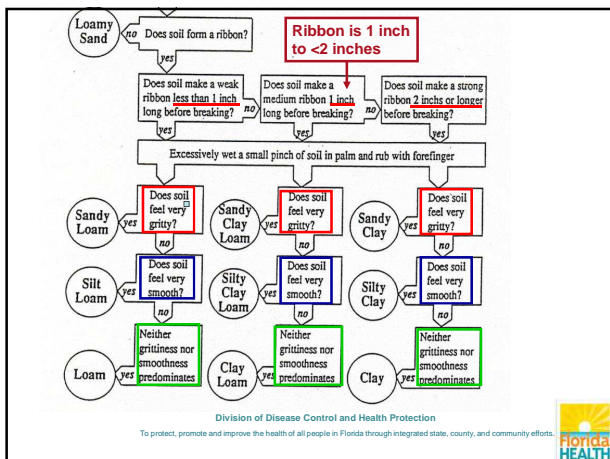 Loamy
Sand
no
Does soil form a ribbon?
yes
Ribbon is 1 inch
to <2 inches
Does soil make a weak
ribbon less than 1 inch
long before breaking?
no
Does soil make a
medium ribbon 1 inch
long before breaking?
no
Does soil make a strong
ribbon 2 inchs or longer
before breaking?
yes
yes
yes
Excessively wet a small pinch of soil in palm and rub with forefinger
Sandy
Loam
yes
Does soil
feel very
gritty?
no
Sandy
Clay
Loam
yes
Does soil
feel very
gritty?
no
Sandy
Clay
yes
Does soil
feel very
gritty?
no
Silt
Loam
yes
Does soil
feel very
smooth?
no
Silty
Clay
Loam
yes
Does soil
feel very
smooth?
no
Silty
Clay
yes
Does soil
feel very
smooth?
no
Loam
yes
Neither
grittiness nor
smoothness
predominates
Clay
Loam
yes
Neither
grittiness nor
smoothness
predominates
Clay
yes
Neither
grittiness nor
smoothness
predominates
Division of Disease Control and Health Protection
To protect, promote and improve the health of all people in Florida through integrated state, county, and community efforts.
Florida
HEALTH